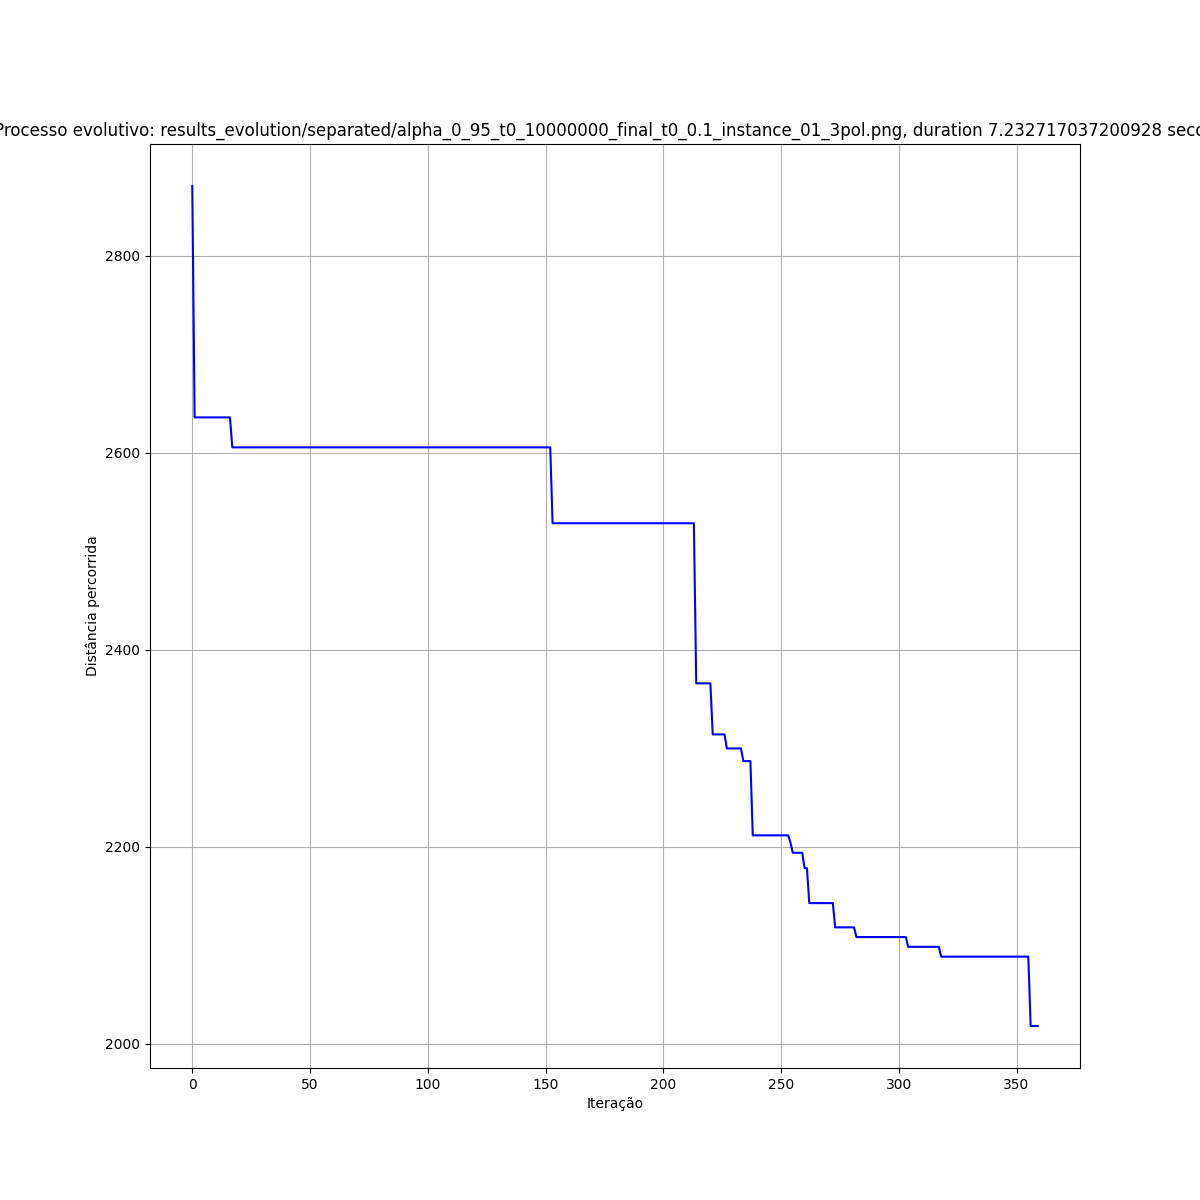 Processo evolutivo: results_evolution/separated/alpha_0_95_t0_10000000_final_t0_0.1_instance_01_3pol.png, duration 7.232717037200928 seco
2800
2600
2400
2200
2000
Distância percorrida
0 50 100 150 200 250 300 350
Iteração